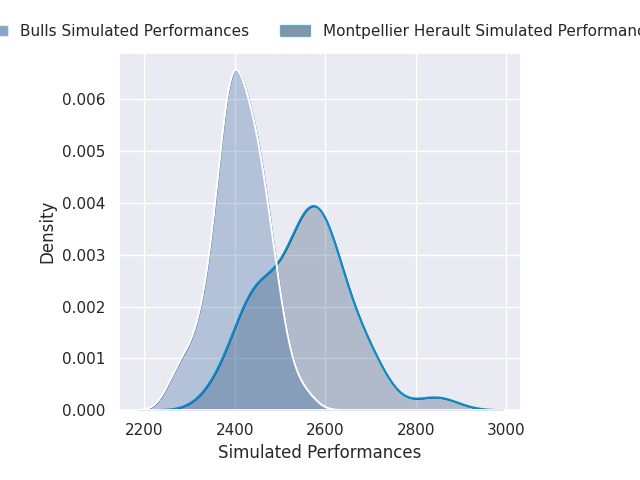 Bulls Simulated Performances
Montpellier Herault Simulated
0.006
0.005
0.004
0.003
0.002
0.001
0.000
Density
2200 2400 2600 2800 3000
Simulated Performances